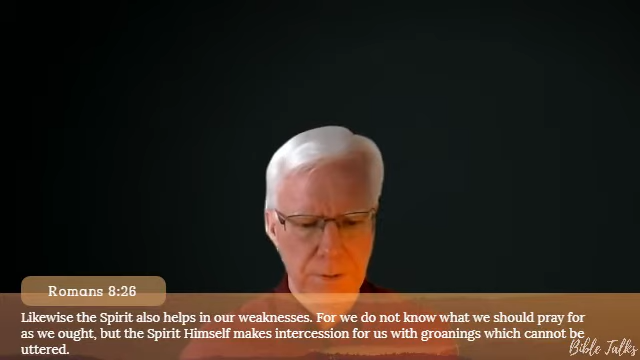 Romans 8:26
Likewise the Spirit also helps in our weaknesses. For we do not know what we should pray for
as we ought, but the Spirit Himself makes intercession for us with groanings which cannot be
uttered.
Bible Talks